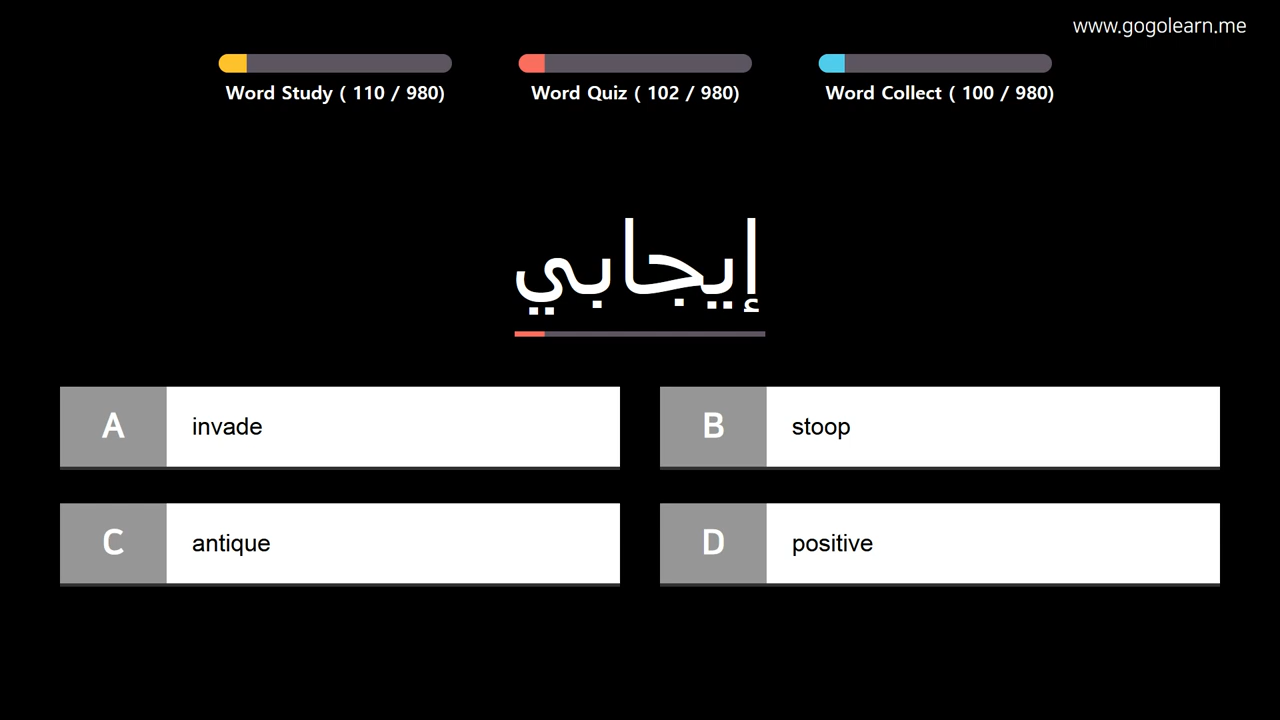 www.gogolearn.me
Word Study ( 110 / 980)
Word Quiz ( 102 / 980)
Word Collect ( 100 / 980)
إيجابي
A invade
B stoop
C antique
D positive